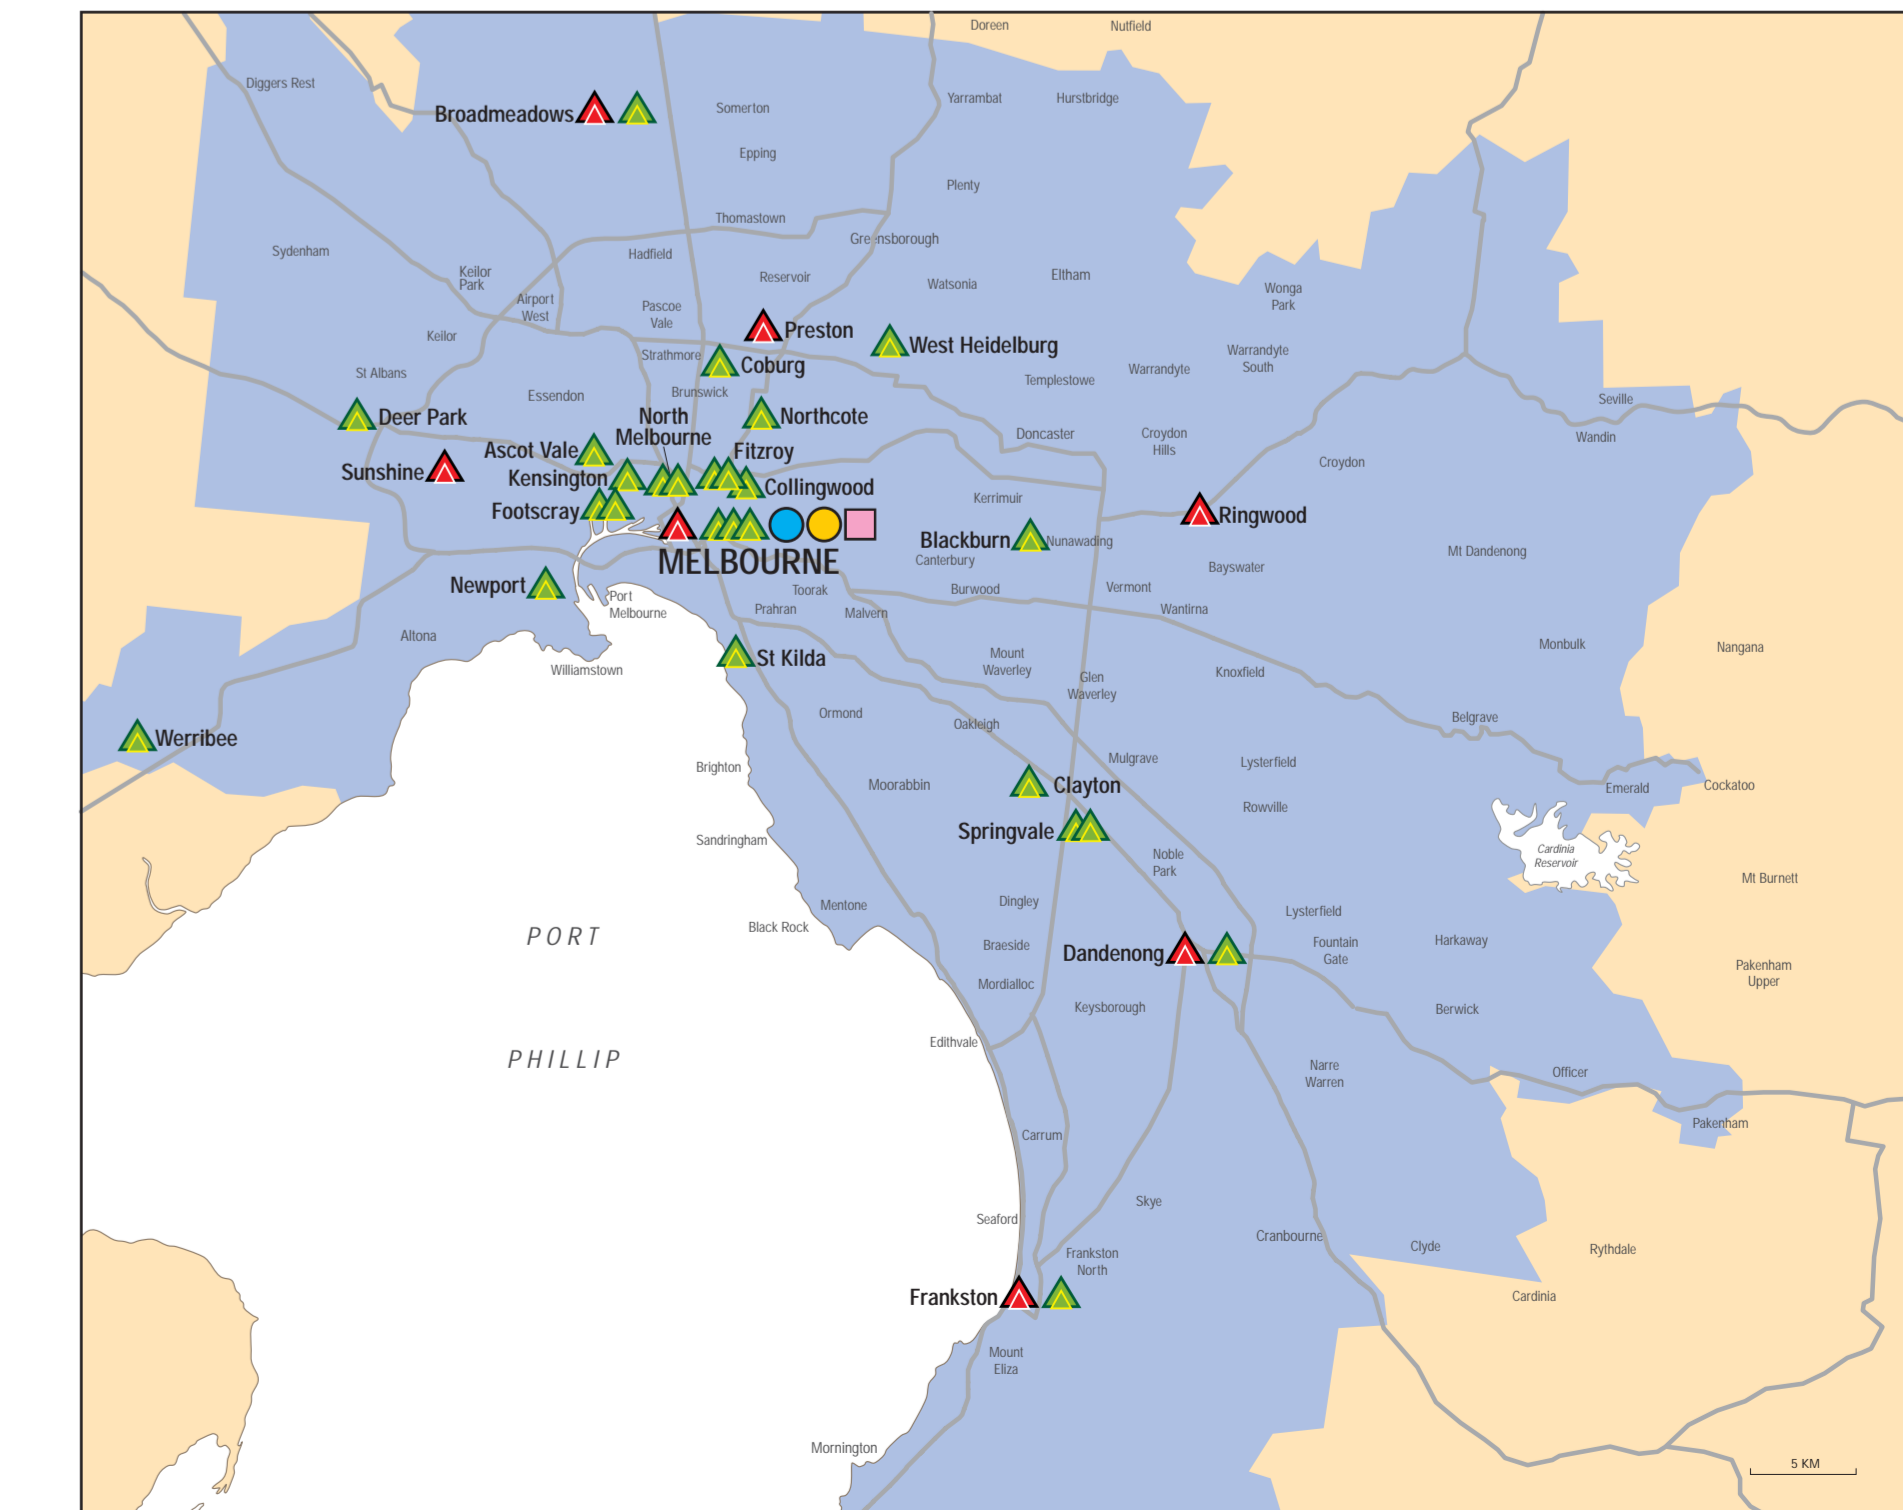 Doreen
Nutfield
Diggers Rest
Broadmeadows
Somerton
Yarrambat
Hurstbridge
Epping
Plenty
Thomastown
Greensborough
Sydenham
Hadfield
Keilor
Park
Reservoir
Watsonia
Eltham
Wonga
Park
Airport
West
Pascoe
Vale
Keilor
Preston
West Heidelburg
Strathmore
Coburg
Warrandyte
South
Warrandyte
St Albans
Templestowe
Essendon
Brunswick
Seville
Deer Park
North
Melbourne
Northcote
Doncaster
Croydon
Hills
Wandin
Ascot Vale
Fitzroy
Croydon
Sunshine
Kensington
Collingwood
Kerrimuir
Footscray
Ringwood
MELBOURNE
Blackburn
Nunawading
Canterbury
Mt Dandenong
Bayswater
Newport
Port
Melbourne
Toorak
Burwood
Vermont
Prahran
Malvern
Wantirna
Altona
Williamstown
St Kilda
Mount
Waverley
Glen
Waverley
Knoxfield
Monbulk
Nangana
Werribee
Ormond
Oakleigh
Belgrave
Brighton
Mulgrave
Lysterfield
Moorabbin
Clayton
Emerald
Cockatoo
Rowville
Springvale
Sandringham
Noble
Park
Cardinia
Reservoir
Mt Burnett
Dingley
Mentone
Lysterfield
Black Rock
PORT
Braeside
Dandenong
Fountain
Gate
Harkaway
Mordialloc
Pakenham
Upper
Keysborough
Berwick
Edithvale
PHILLIP
Narre
Warren
Officer
Carrum
Pakenham
Skye
Seaford
Cranbourne
Clyde
Rythdale
Frankston
North
Frankston
Cardinia
Mount
Eliza
Mornington
5 KM